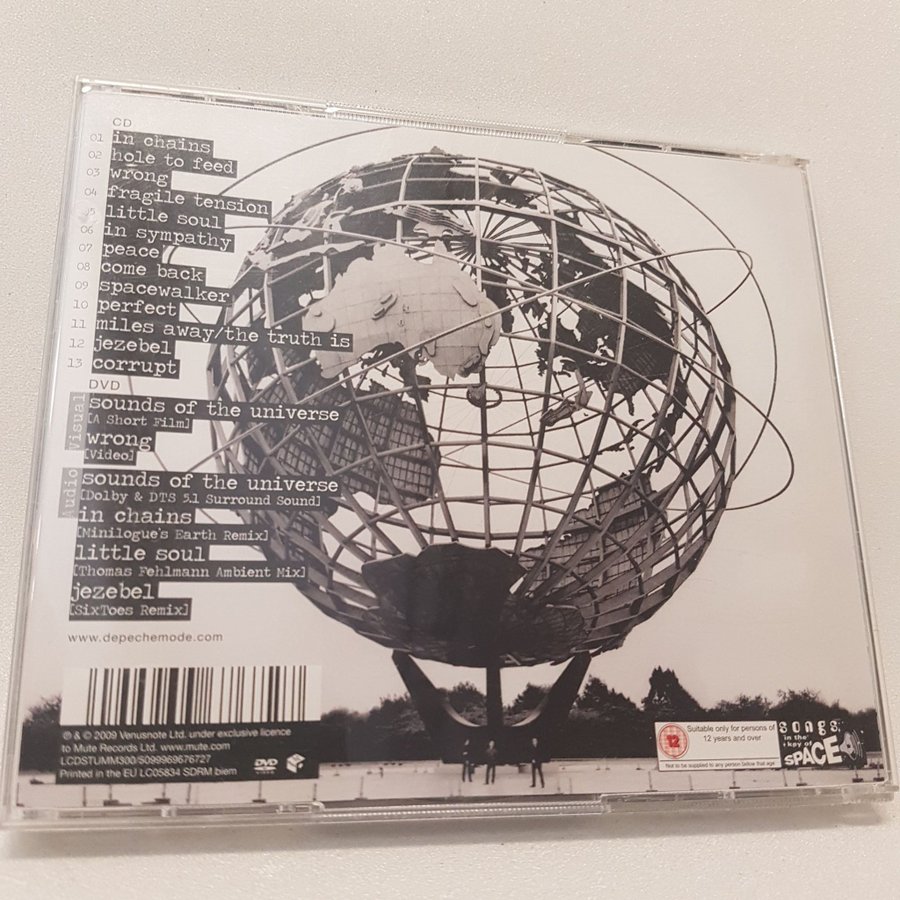 CD
01 in chains
02 hole to feed
03 wrong
04 fragile tension
05 little soul
06 in sympathy
07 peace
08 come back
09 spacewalker
10 perfect
11 miles away/the truth is
12 jezebel
13 corrupt
DVD
Visual
sounds of the universe
[A Short Film]
wrong
[Video]
Audio
sounds of the universe
[Dolby & DTS 5.1 Surround Sound]
in chains
[Minilogue's Earth Remix]
little soul
[Thomas Fehlmann Ambient Mix]
jezebel
[SixToes Remix]
www.depechemode.com
℗ & © 2009 Venusnote Ltd. under exclusive licence
to Mute Records Ltd. www.mute.com
LCDSTUMM300/5099969676727
Printed in the EU LC05834 SDRM biem
DVD
VIDEO
12
Suitable only for persons of
12 years and over
Not to be supplied to any person below that age
songs
in the
key of
SPACE